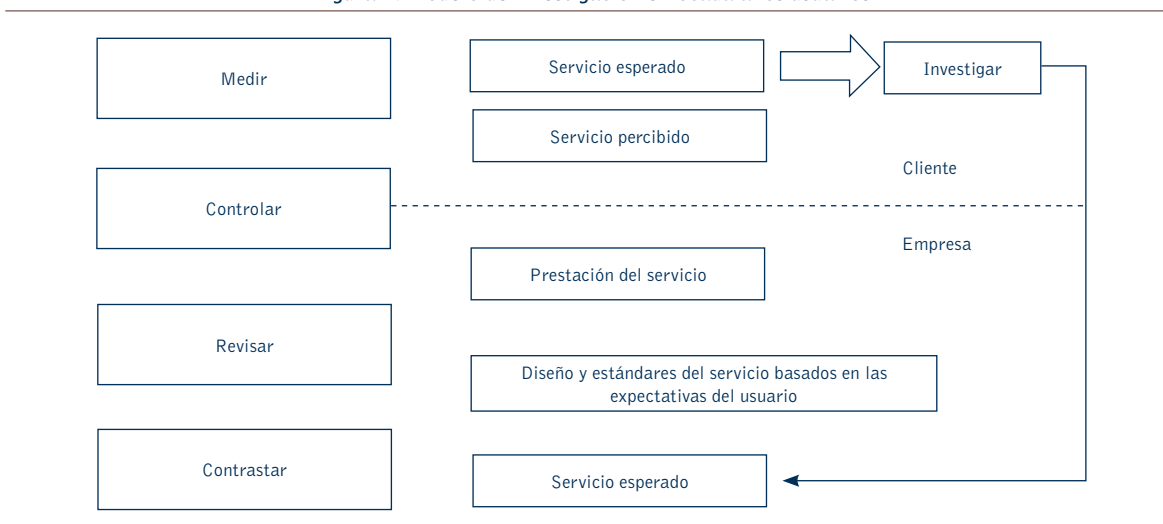 Medir
Servicio esperado
Investigar
Servicio percibido
Cliente
Controlar
Empresa
Prestación del servicio
Revisar
Diseño y estándares del servicio basados en las
expectativas del usuario
Contrastar
Servicio esperado